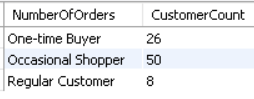 NumberOfOrders CustomerCount
One-time Buyer 26
Occasional Shopper 50
Regular Customer 8